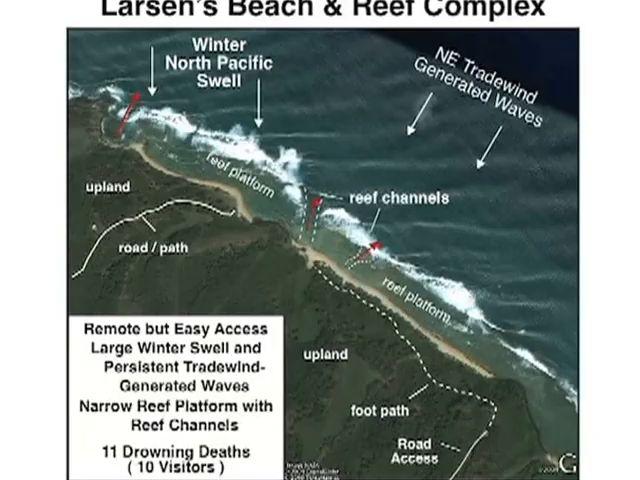 Larsen's Beach & Reef Complex
Winter
North Pacific
Swell
NE Tradewind
Generated Waves
reef platform
upland
reef channels
road / path
reef platform
Remote but Easy Access
Large Winter Swell and
Persistent Tradewind-
Generated Waves
Narrow Reef Platform with
Reef Channels
11 Drowning Deaths
( 10 Visitors )
upland
foot path
Road
Access
G